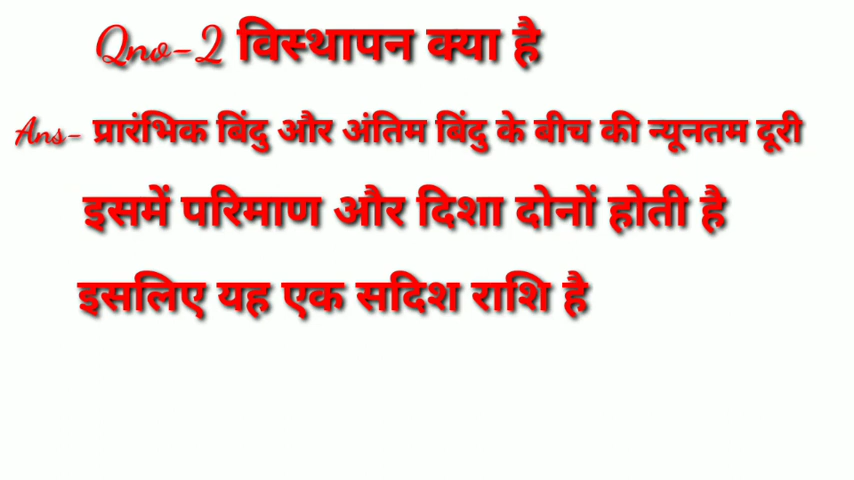 Qno-2 विस्थापन क्या है
Ans- प्रारंभिक बिंदु और अंतिम बिंदु के बीच की न्यूनतम दूरी
इसमें परिमाण और दिशा दोनों होती है
इसलिए यह एक सदिश राशि है